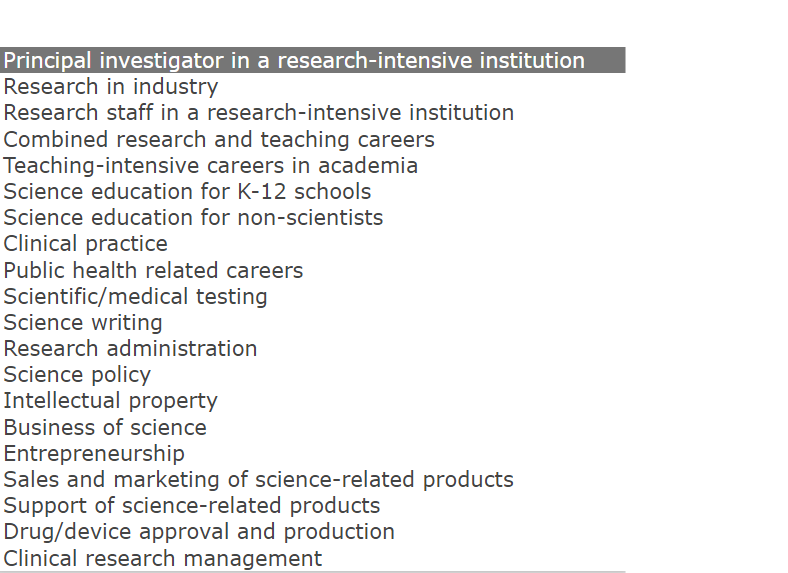 Principal investigator in a research-intensive institution
Research in industry
Research staff in a research-intensive institution
Combined research and teaching careers
Teaching-intensive careers in academia
Science education for K-12 schools
Science education for non-scientists
Clinical practice
Public health related careers
Scientific/medical testing
Science writing
Research administration
Science policy
Intellectual property
Business of science
Entrepreneurship
Sales and marketing of science-related products
Support of science-related products
Drug/device approval and production
Clinical research management